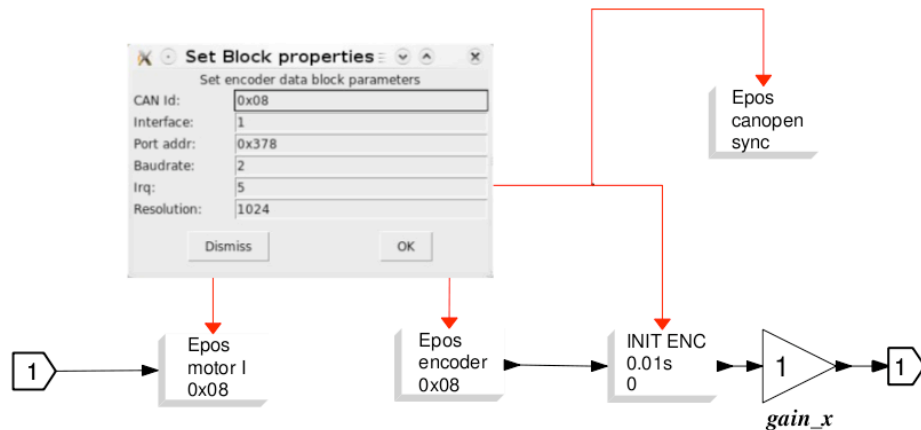 Set Block properties
Set encoder data block parameters
CAN Id: 0x08
Interface: 1
Port addr: 0x378
Baudrate: 2
Irq: 5
Resolution: 1024
Dismiss OK
Epos
canopen
sync
1
Epos
motor I
0x08
Epos
encoder
0x08
INIT ENC
0.01s
0
1
gain_x
1